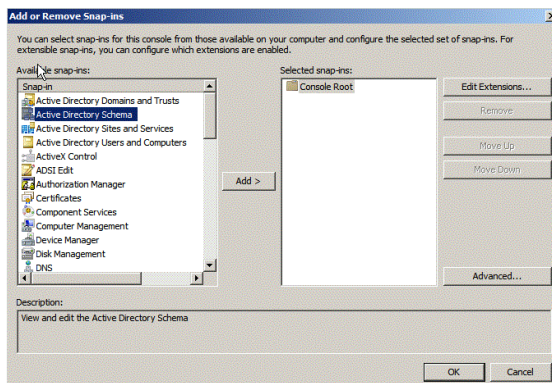 Add or Remove Snap-ins
You can select snap-ins for this console from those available on your computer and configure the selected set of snap-ins. For
extensible snap-ins, you can configure which extensions are enabled.
Available snap-ins:
Selected snap-ins:
Snap-in
Active Directory Domains and Trusts
Active Directory Schema
Active Directory Sites and Services
Active Directory Users and Computers
ActiveX Control
ADSI Edit
Authorization Manager
Certificates
Component Services
Computer Management
Device Manager
Disk Management
DNS
Add >
Console Root
Edit Extensions...
Remove
Move Up
Move Down
Advanced...
Description:
View and edit the Active Directory Schema
OK
Cancel